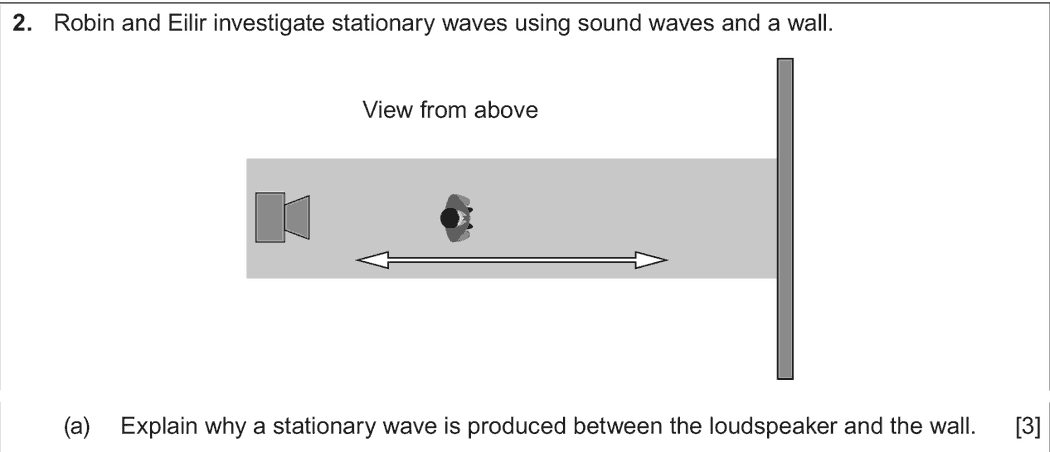 2. Robin and Eilir investigate stationary waves using sound waves and a wall.
View from above
(a) Explain why a stationary wave is produced between the loudspeaker and the wall. [3]